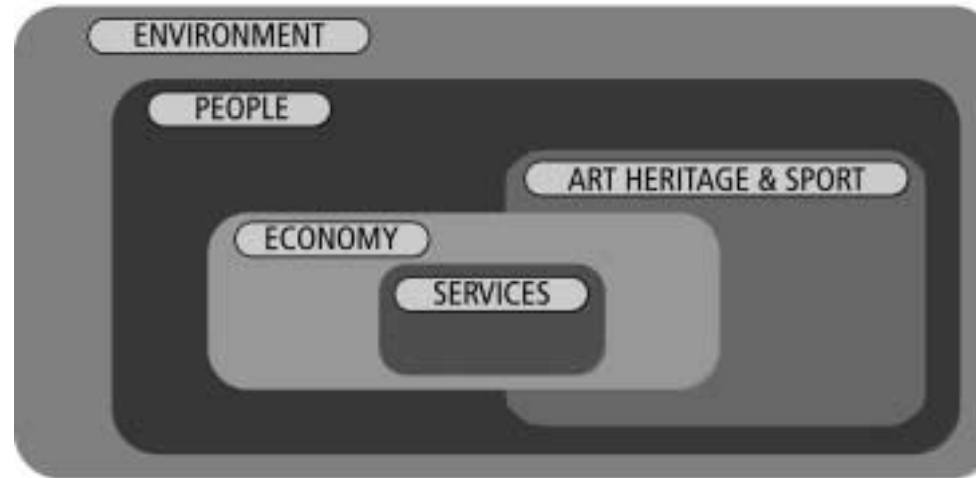 ENVIRONMENT
PEOPLE
ART HERITAGE & SPORT
ECONOMY
SERVICES